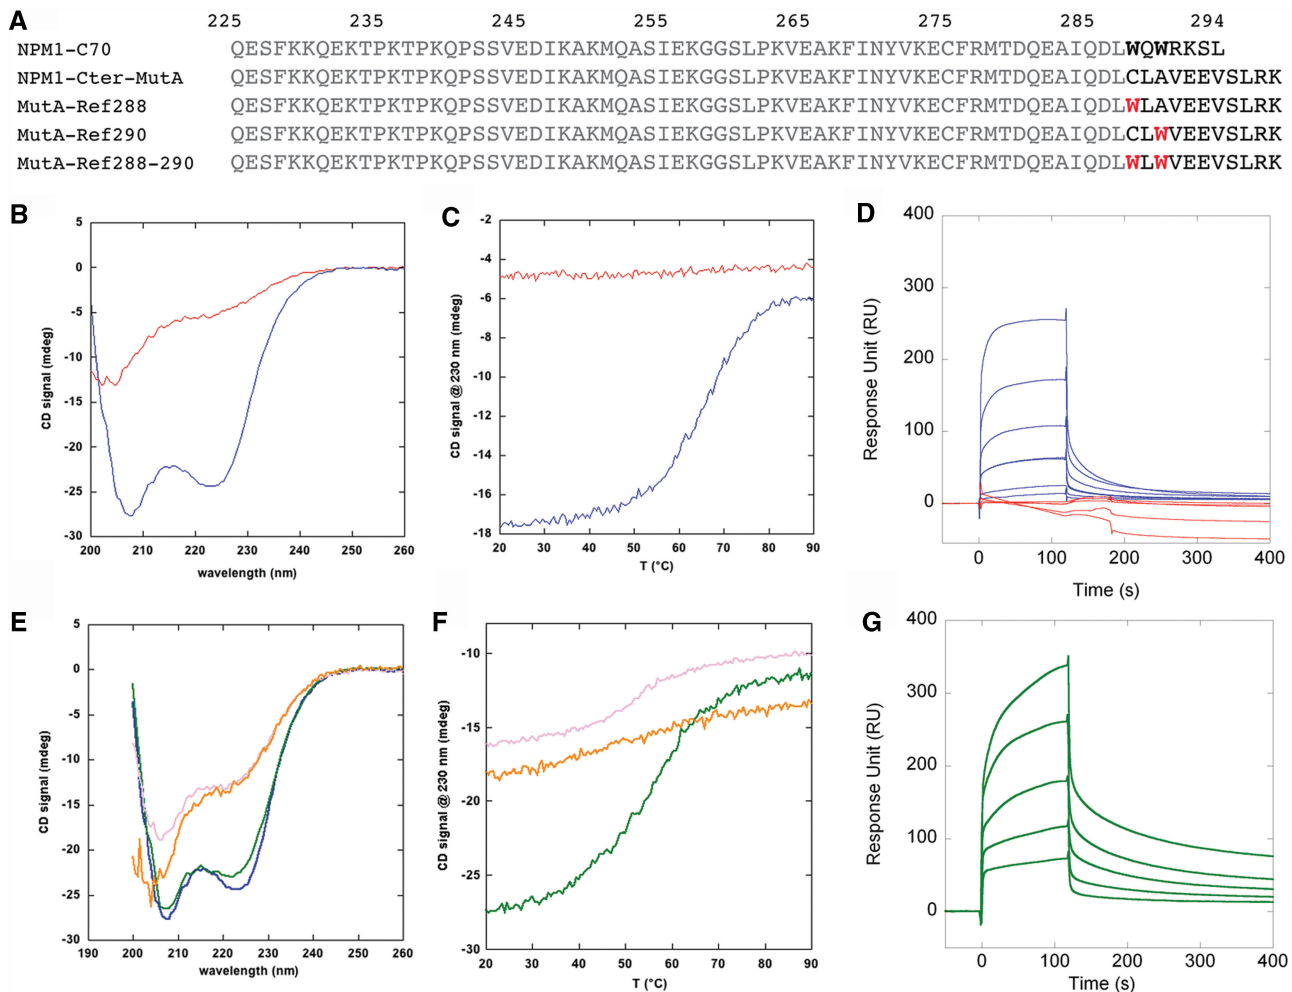 A
225 235 245 255 265 275 285 294
NPM1-C70 QESFKKQEKTPKTPKQPSSVEDIKAKMQASIEKGGSLPKVEAKFINYVKECFRMTDQEAIQDLWQWRKSL
NPM1-Cter-MutA QESFKKQEKTPKTPKQPSSVEDIKAKMQASIEKGGSLPKVEAKFINYVKECFRMTDQEAIQDLCLAVEEVSLRK
MutA-Ref288 QESFKKQEKTPKTPKQPSSVEDIKAKMQASIEKGGSLPKVEAKFINYVKECFRMTDQEAIQDLWLAVEEVSLRK
MutA-Ref290 QESFKKQEKTPKTPKQPSSVEDIKAKMQASIEKGGSLPKVEAKFINYVKECFRMTDQEAIQDLCLWVEEVSLRK
MutA-Ref288-290 QESFKKQEKTPKTPKQPSSVEDIKAKMQASIEKGGSLPKVEAKFINYVKECFRMTDQEAIQDLWLWVEEVSLRK
B
5
0
-5
-10
-15
-20
-25
-30
CD signal (mdeg)
200 210 220 230 240 250 260
wavelength (nm)
C
-2
-4
-6
-8
-10
-12
-14
-16
-18
CD signal @ 230 nm (mdeg)
20 30 40 50 60 70 80 90
T (°C)
D
400
300
200
100
0
Response Unit (RU)
0 100 200 300 400
Time (s)
E
5
0
-5
-10
-15
-20
-25
-30
CD signal (mdeg)
190 200 210 220 230 240 250 260
wavelength (nm)
F
-10
-15
-20
-25
-30
CD signal @ 230 nm (mdeg)
20 30 40 50 60 70 80 90
T (°C)
G
400
300
200
100
0
Response Unit (RU)
0 100 200 300 400
Time (s)